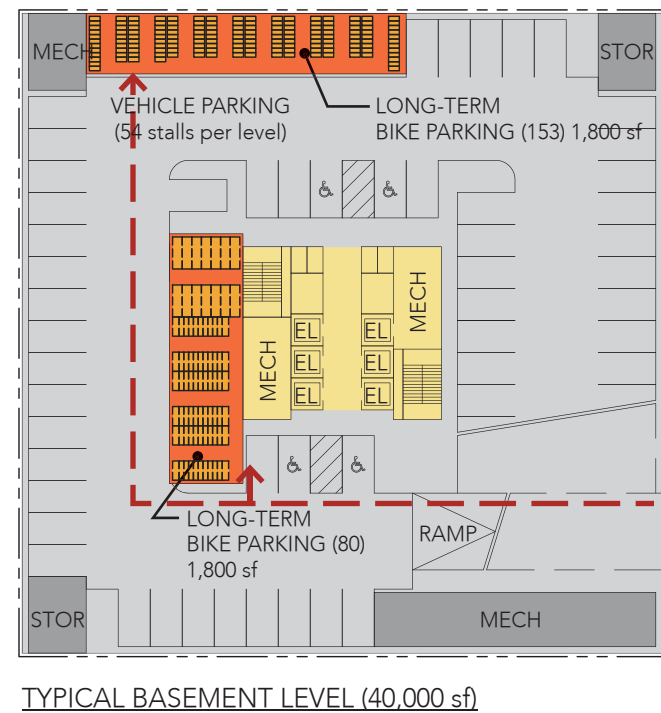 MECH
STOR
VEHICLE PARKING
(54 stalls per level)
LONG-TERM
BIKE PARKING (153) 1,800 sf
MECH
EL
EL
EL
EL
EL
EL
MECH
LONG-TERM
BIKE PARKING (80)
1,800 sf
RAMP
STOR
MECH
TYPICAL BASEMENT LEVEL (40,000 sf)